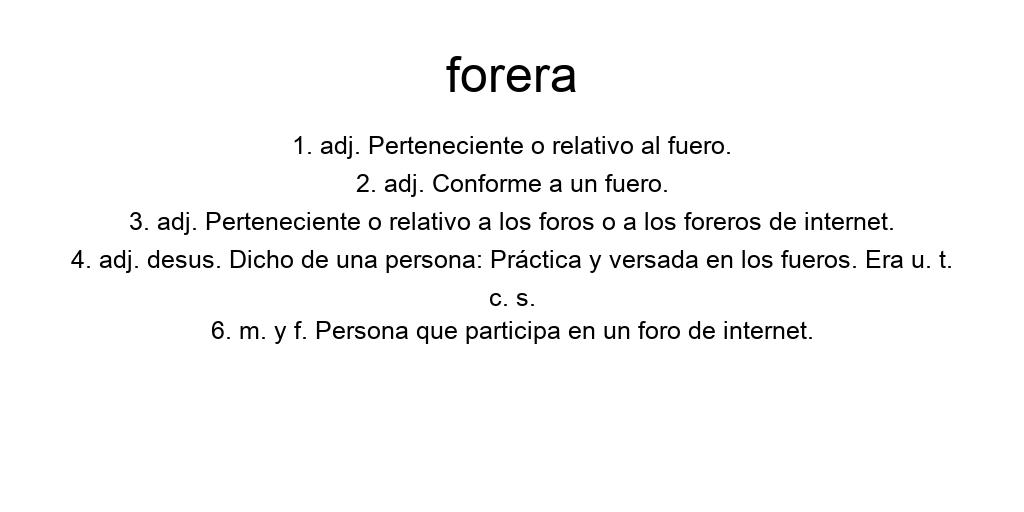 forera
1. adj. Perteneciente o relativo al fuero.
2. adj. Conforme a un fuero.
3. adj. Perteneciente o relativo a los foros o a los foreros de internet.
4. adj. desus. Dicho de una persona: Práctica y versada en los fueros. Era u. t.
c. s.
6. m. y f. Persona que participa en un foro de internet.